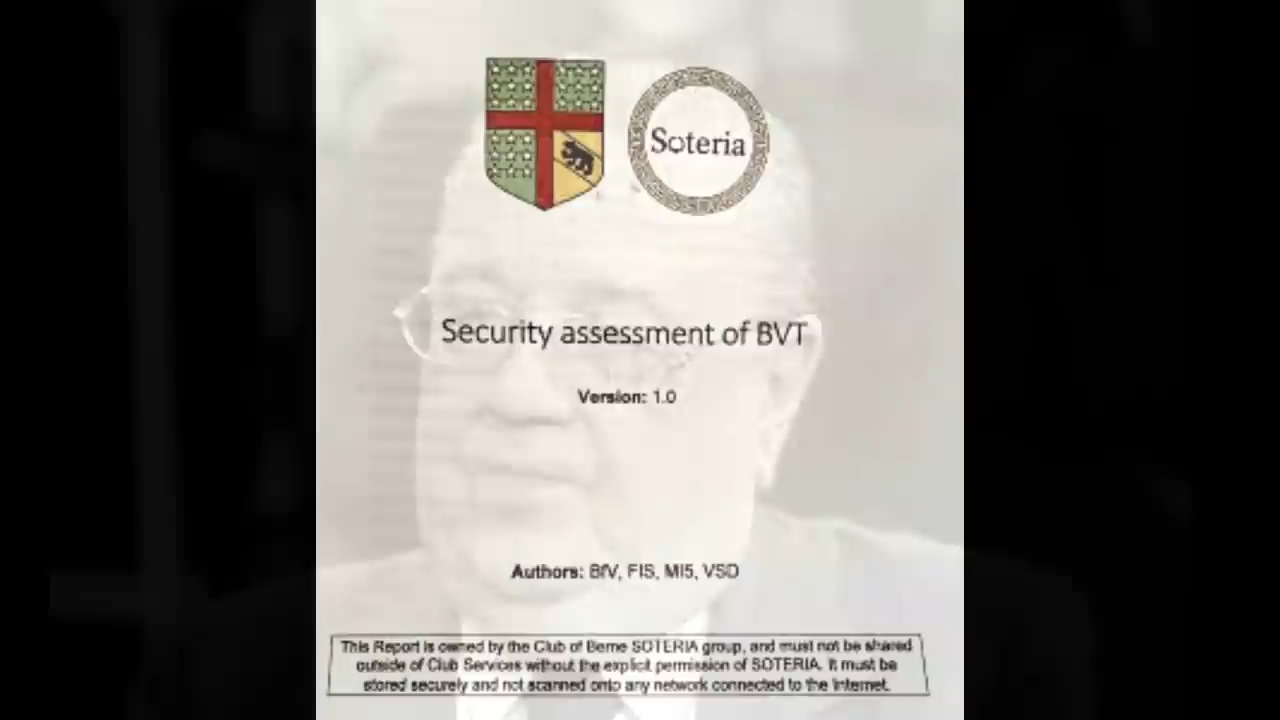 Soteria
Security assessment of BVT
Version: 1.0
Authors: BfV, FIS, MI5, VSD
This Report is owned by the Club of Berne SOTERIA group, and must not be shared
outside of Club Services without the explicit permission of SOTERIA. It must be
stored securely and not scanned onto any network connected to the Internet.